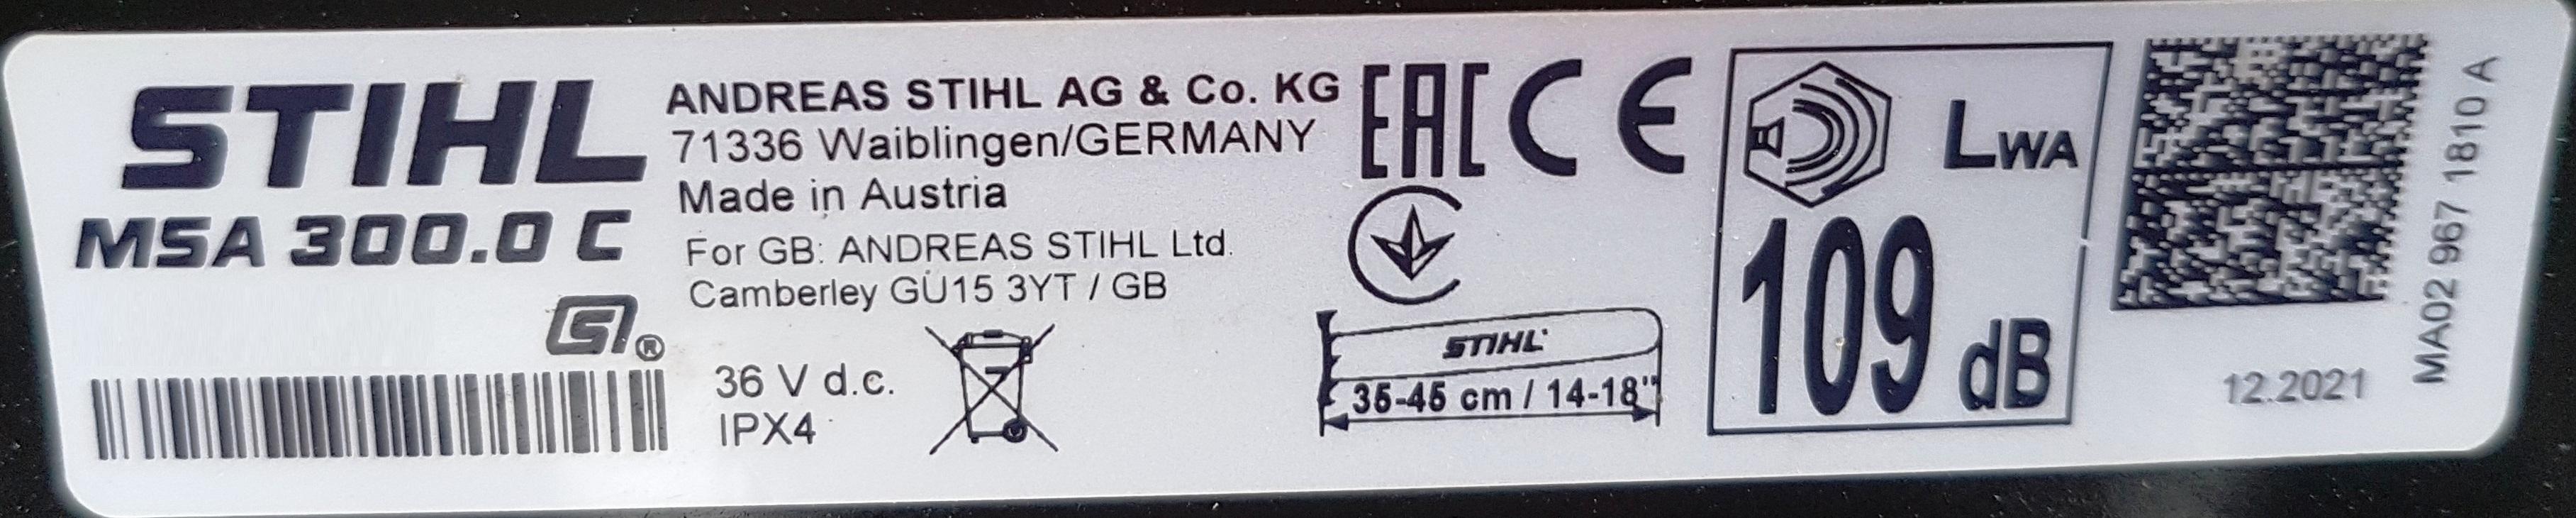 STIHL
MSA 300.0 C
ANDREAS STIHL AG & Co. KG
71336 Waiblingen/GERMANY
Made in Austria
For GB: ANDREAS STIHL Ltd.
Camberley GU15 3YT / GB
36 V d.c.
IPX4
EAC CE
STIHL
35-45 cm / 14-18"
LWA
109 dB
12.2021
MA02 967 1810 A